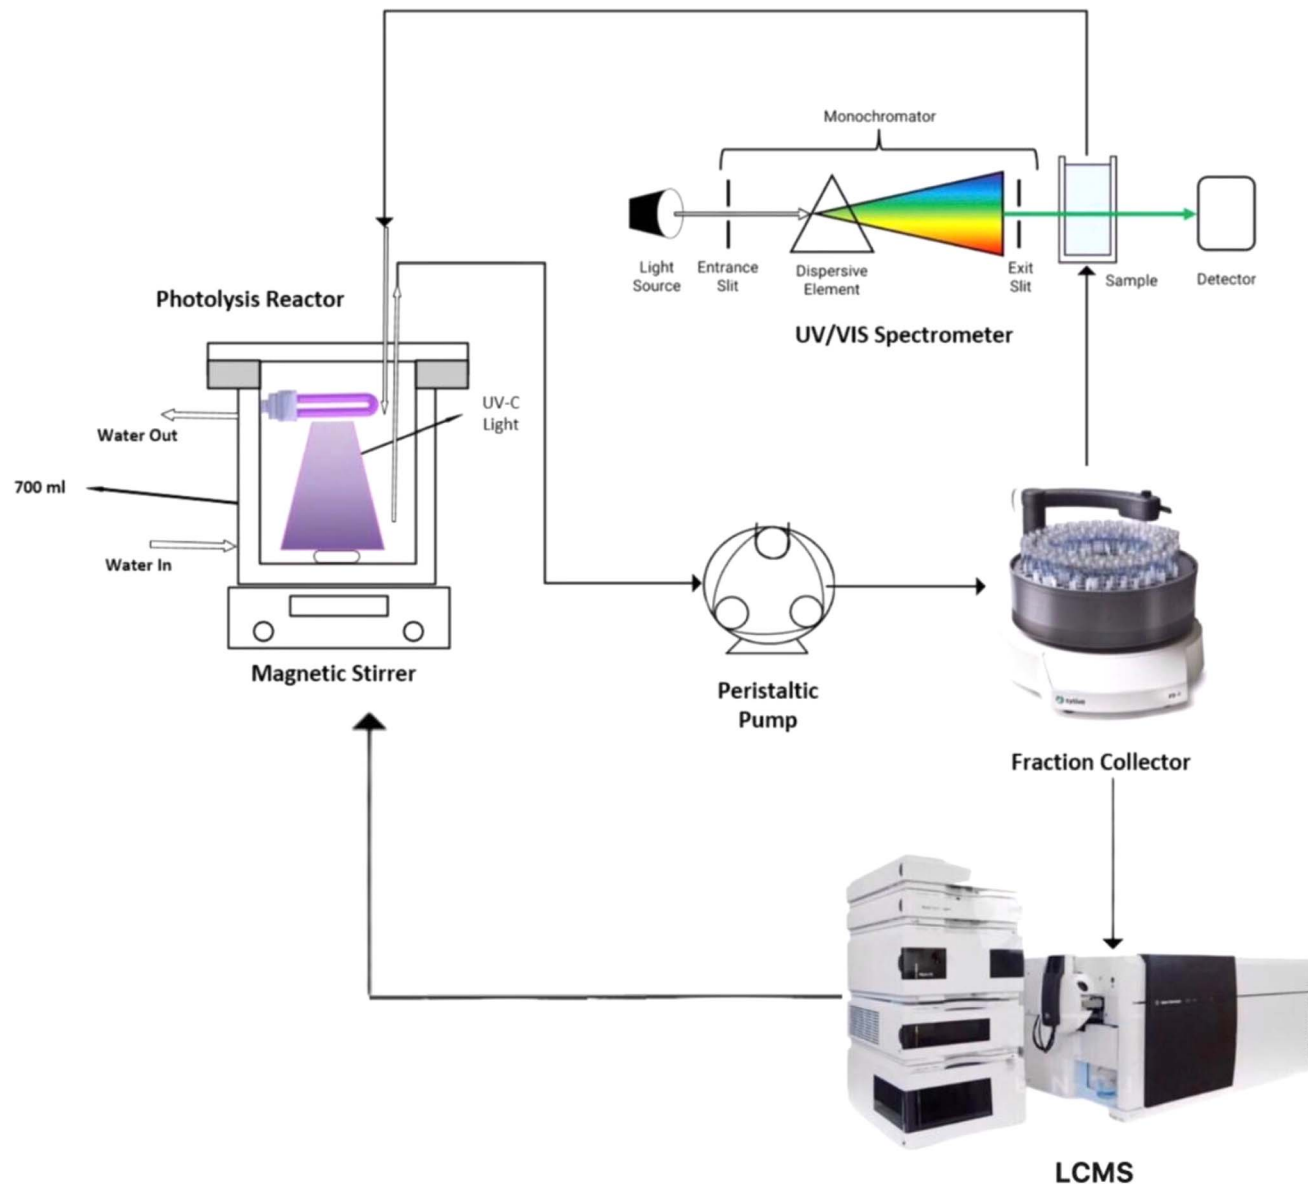 Monochromator
Light
Source
Entrance
Slit
Dispersive
Element
Exit
Slit
Sample
Detector
UV/VIS Spectrometer
Photolysis Reactor
UV-C
Light
Water Out
700 ml
Water In
Magnetic Stirrer
Peristaltic
Pump
Fraction Collector
LCMS